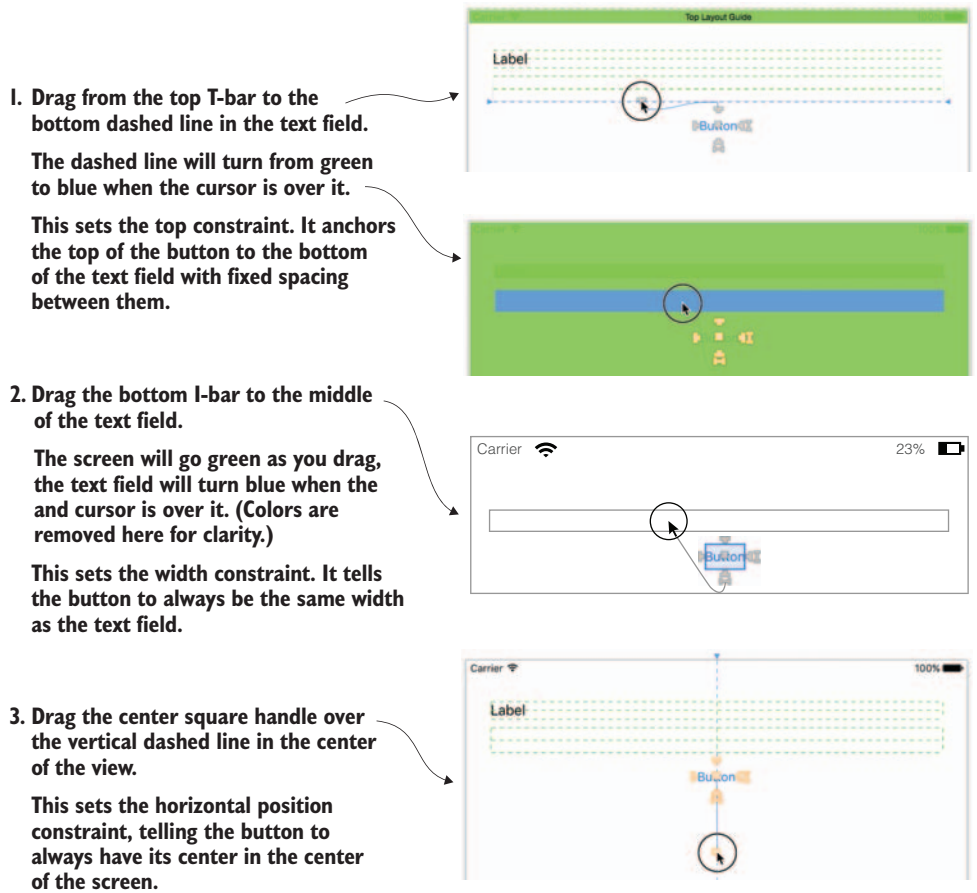 1. Drag from the top T-bar to the
bottom dashed line in the text field.
The dashed line will turn from green
to blue when the cursor is over it.
This sets the top constraint. It anchors
the top of the button to the bottom
of the text field with fixed spacing
between them.
Top Layout Guide
Label
Button
2. Drag the bottom I-bar to the middle
of the text field.
The screen will go green as you drag,
the text field will turn blue when the
and cursor is over it. (Colors are
removed here for clarity.)
This sets the width constraint. It tells
the button to always be the same width
as the text field.
Carrier 23%
Button
3. Drag the center square handle over
the vertical dashed line in the center
of the view.
This sets the horizontal position
constraint, telling the button to
always have its center in the center
of the screen.
Carrier 100%
Label
Button